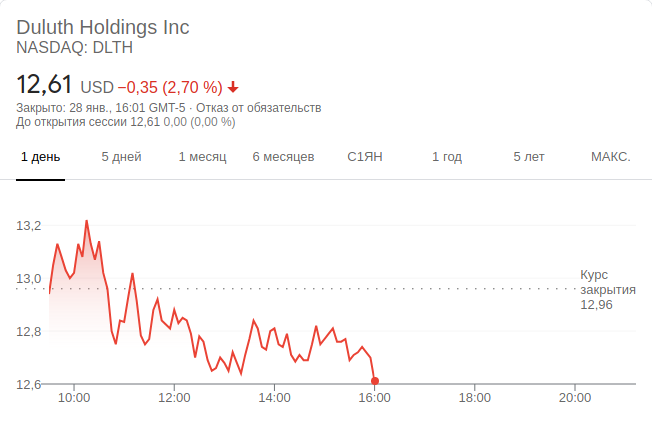 Duluth Holdings Inc
NASDAQ: DLTH
12,61 USD −0,35 (2,70 %)
Закрыто: 28 янв., 16:01 GMT-5 · Отказ от обязательств
До открытия сессии 12,61 0,00 (0,00 %)
1 день 5 дней 1 месяц 6 месяцев С1ЯН 1 год 5 лет МАКС.
13,2
13,0
12,8
12,6
Курс
закрытия
12,96
10:00 12:00 14:00 16:00 18:00 20:00